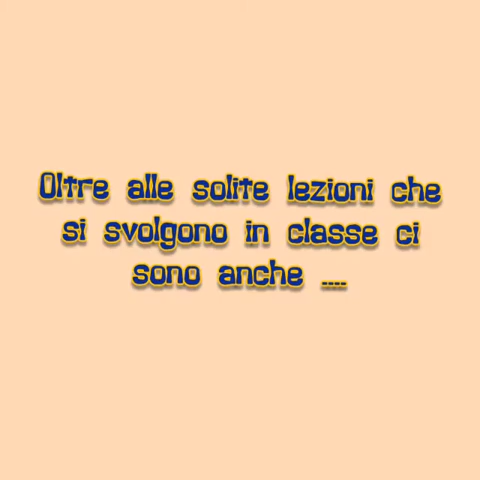 Oltre alle solite lezioni che
si svolgono in classe ci
sono anche ....